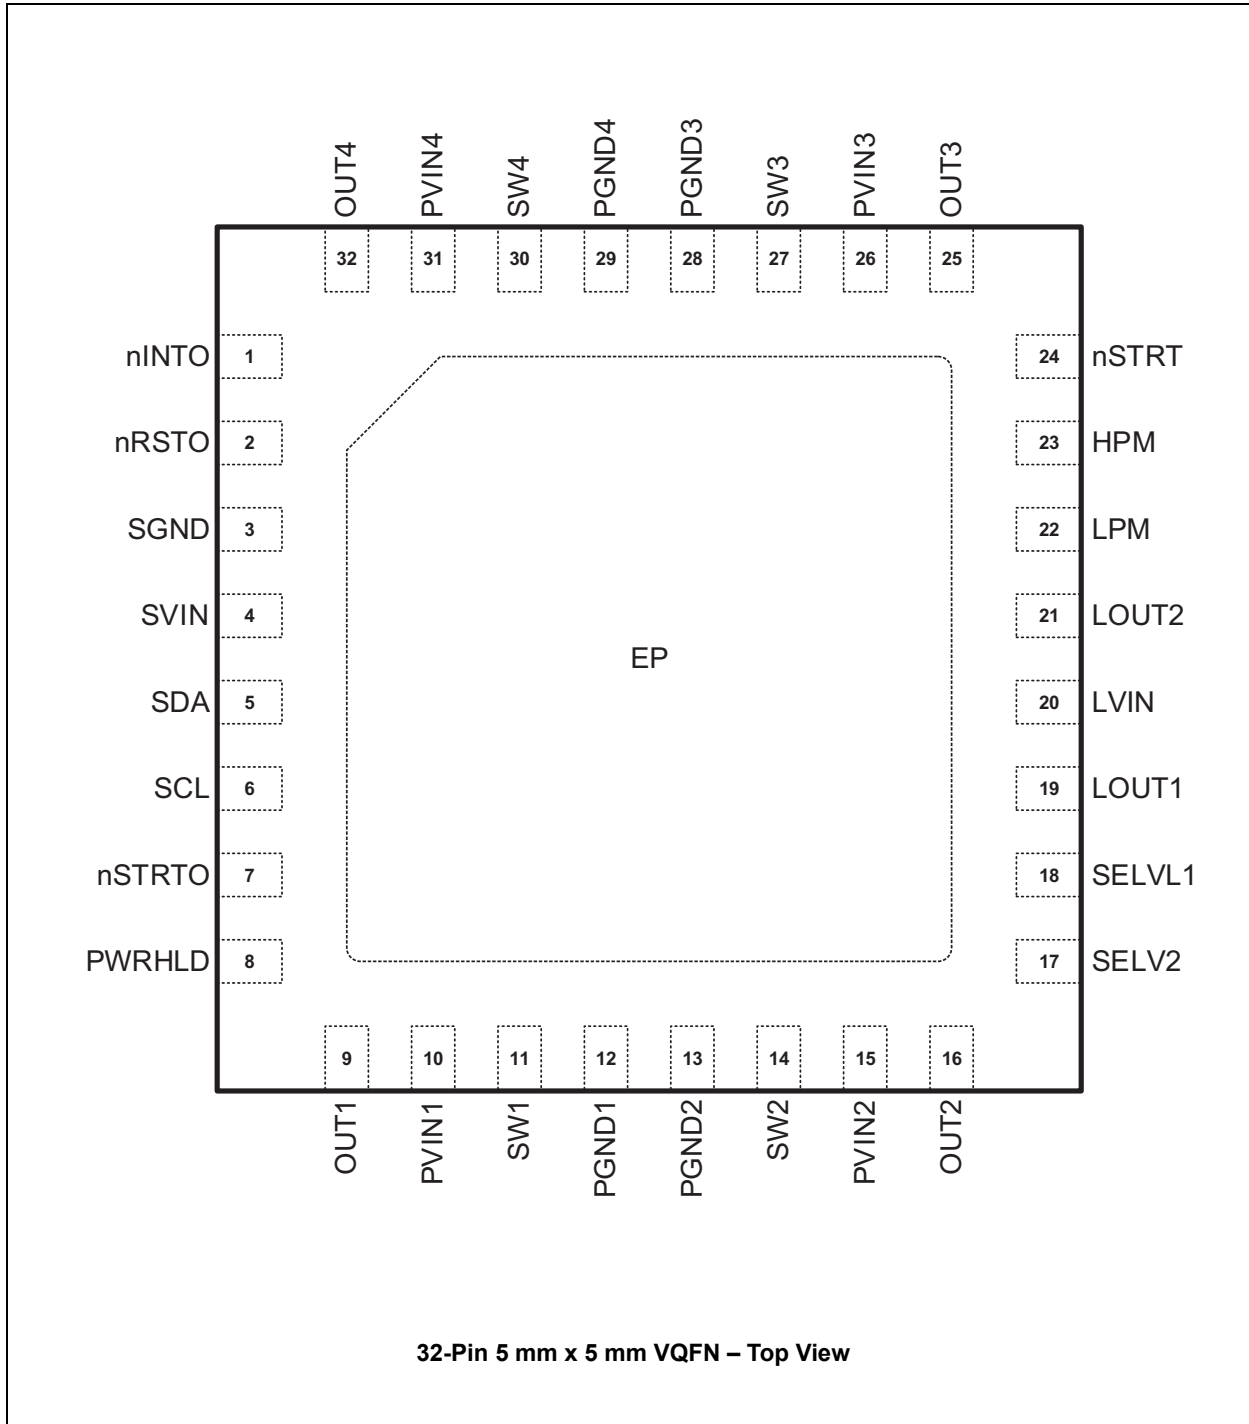 OUT4 PVIN4 SW4 PGND4 PGND3 SW3 PVIN3 OUT3
32 31 30 29 28 27 26 25
nINTO 1 24 nSTRT
nRSTO 2 23 HPM
SGND 3 22 LPM
SVIN 4 21 LOUT2
EP
SDA 5 20 LVIN
SCL 6 19 LOUT1
nSTRTO 7 18 SELVL1
PWRHLD 8 17 SELV2
9 10 11 12 13 14 15 16
OUT1 PVIN1 SW1 PGND1 PGND2 SW2 PVIN2 OUT2
32-Pin 5 mm x 5 mm VQFN – Top View